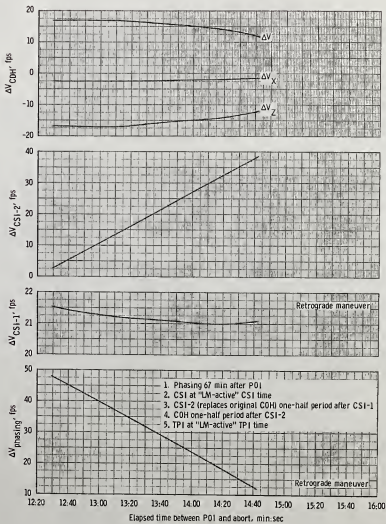 ΔV_CDH, fps
20
10
0
-10
-20
ΔV
ΔV_X
ΔV_Z
ΔV_CSI-2, fps
40
30
20
10
0
ΔV_CSI-1, fps
22
21
20
Retrograde maneuver
ΔV_phasing, fps
50
40
30
20
10
1. Phasing 67 min after PDI
2. CSI at "LM-active" CSI time
3. CSI-2 (replaces original CDH) one-half period after CSI-1
4. CDH one-half period after CSI-2
5. TPI at "LM-active" TPI time
Retrograde maneuver
12:20 12:40 13:00 13:20 13:40 14:00 14:20 14:40 15:00 15:20 15:40 16:00
Elapsed time between PDI and abort, min:sec